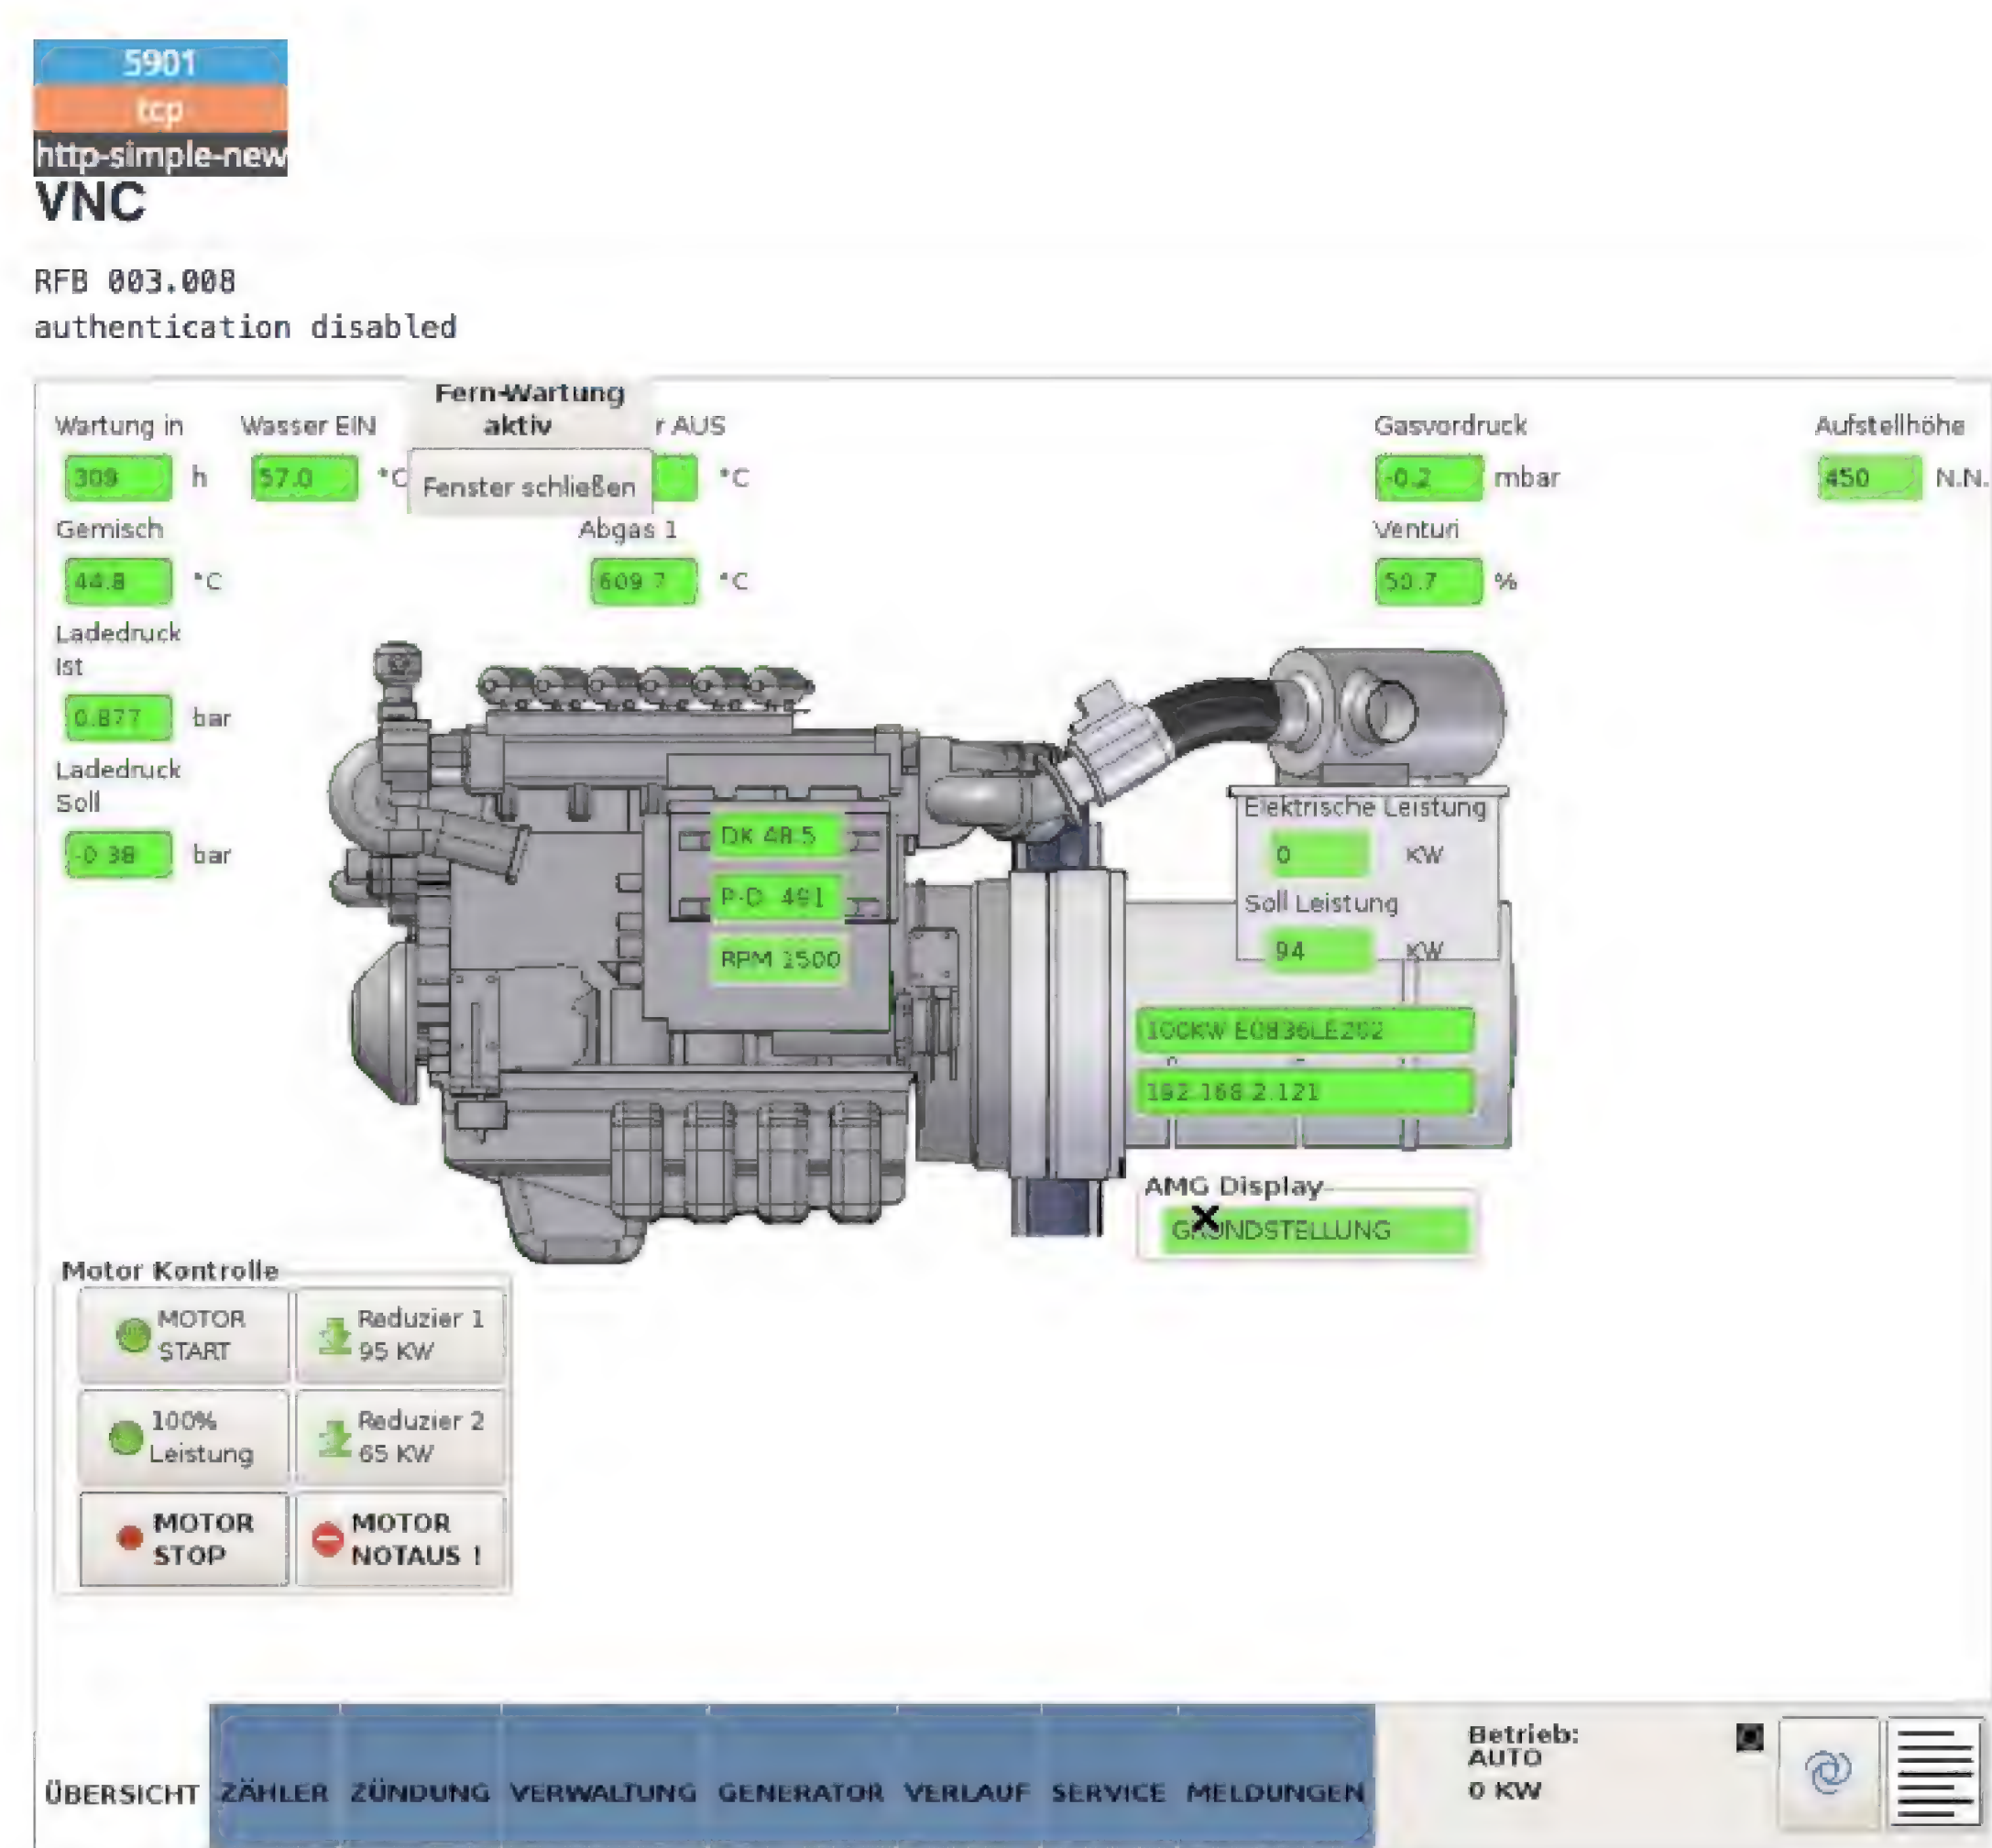 5901
tcp
http-simple-new
VNC
RFB 003.008
authentication disabled
Fern-Wartung
aktiv
Fenster schließen
Wartung in
309 h
Wasser EIN
57.0 °C
r AUS
°C
Gasvordruck
-0.2 mbar
Aufstellhöhe
450 N.N.
Gemisch
44.8 °C
Abgas 1
609.7 °C
Venturi
50.7 %
Ladedruck
Ist
0.877 bar
Ladedruck
Soll
-0.38 bar
DK 48.5
P-D 491
RPM 1500
Elektrische Leistung
0 KW
Soll Leistung
94 KW
100KW E0836LE202
192.168.2.121
AMG Display
GRUNDSTELLUNG
Motor Kontrolle
MOTOR
START
Reduzier 1
95 KW
100%
Leistung
Reduzier 2
65 KW
MOTOR
STOP
MOTOR
NOTAUS !
ÜBERSICHT ZÄHLER ZÜNDUNG VERWALTUNG GENERATOR VERLAUF SERVICE MELDUNGEN
Betrieb:
AUTO
0 KW